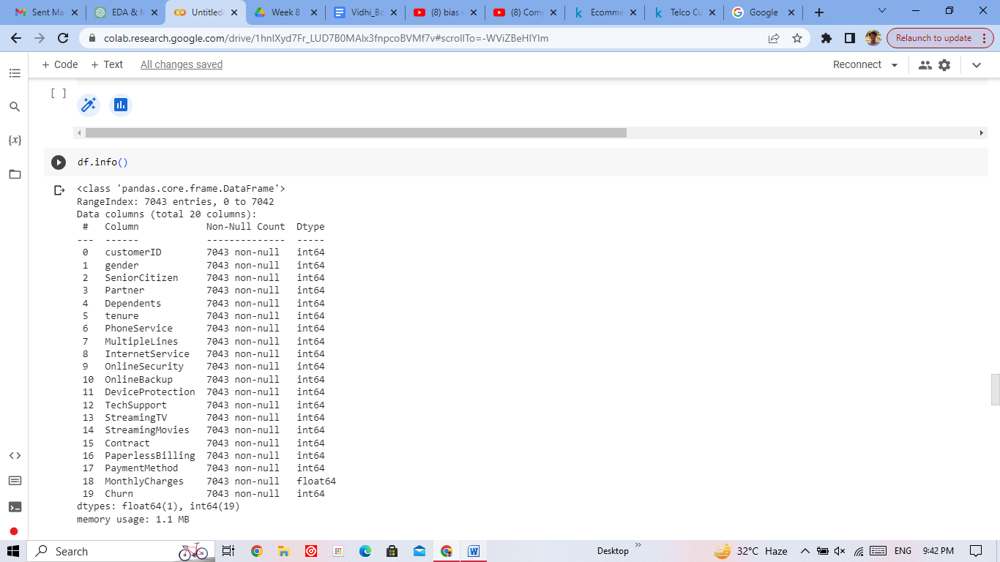 Sent Ma
EDA & M
Untitled
Week 8
Vidhi_Bo
(8) bias v
(8) Com
Ecomme
Telco Cu
Google
colab.research.google.com/drive/1hnlXyd7Fr_LUD7B0MAlx3fnpcoBVMf7v#scrollTo=-WViZBeHIYIm
Relaunch to update
+ Code + Text All changes saved
Reconnect
[ ]
{x}
df.info()
<class 'pandas.core.frame.DataFrame'>
RangeIndex: 7043 entries, 0 to 7042
Data columns (total 20 columns):
# Column Non-Null Count Dtype
--- ------ -------------- -----
0 customerID 7043 non-null int64
1 gender 7043 non-null int64
2 SeniorCitizen 7043 non-null int64
3 Partner 7043 non-null int64
4 Dependents 7043 non-null int64
5 tenure 7043 non-null int64
6 PhoneService 7043 non-null int64
7 MultipleLines 7043 non-null int64
8 InternetService 7043 non-null int64
9 OnlineSecurity 7043 non-null int64
10 OnlineBackup 7043 non-null int64
11 DeviceProtection 7043 non-null int64
12 TechSupport 7043 non-null int64
13 StreamingTV 7043 non-null int64
14 StreamingMovies 7043 non-null int64
15 Contract 7043 non-null int64
16 PaperlessBilling 7043 non-null int64
17 PaymentMethod 7043 non-null int64
18 MonthlyCharges 7043 non-null float64
19 Churn 7043 non-null int64
dtypes: float64(1), int64(19)
memory usage: 1.1 MB
Search
Desktop
32°C Haze
ENG
9:42 PM